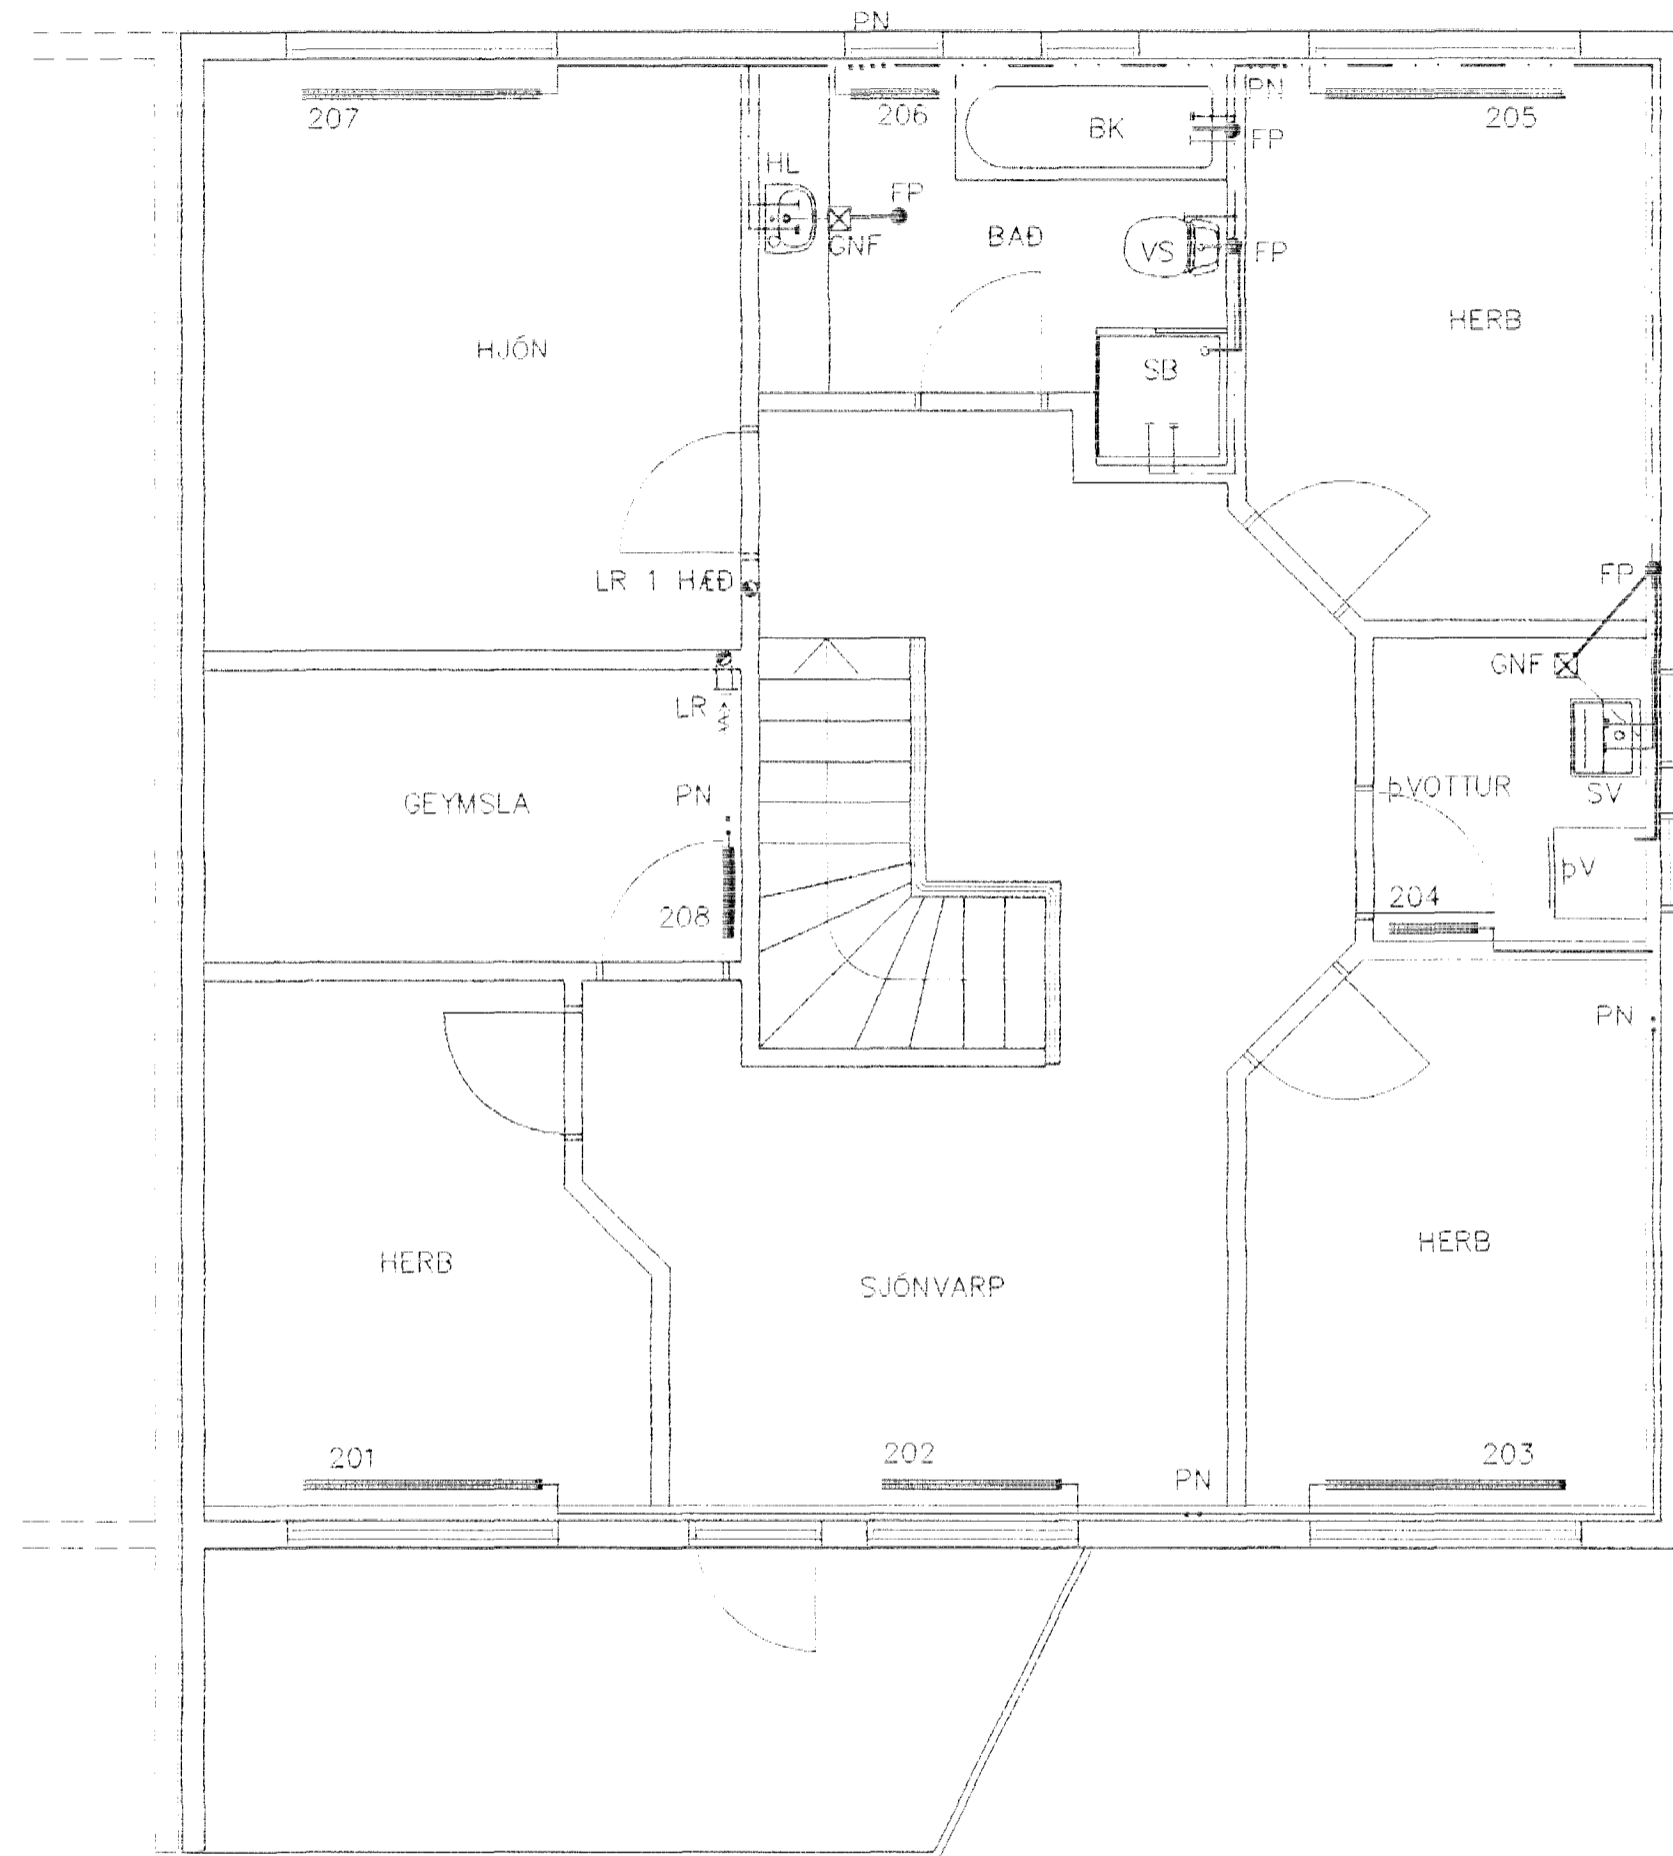 PN
207
206
BK
PN
205
FP
HL
FP
GNF
BAÐ
VS
FP
HJÓN
HERB
SB
LR 1 HÆÐ
FP
GNF
LR
PN
GEYMSLA
ÞVOTTUR
SV
ÞV
204
208
PN
HERB
SJÓNVARP
HERB
201
202
PN
203